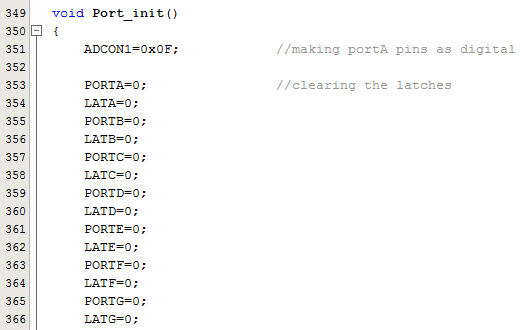 349 void Port_init()
350 {
351 ADCON1=0x0F; //making portA pins as digital
352
353 PORTA=0; //clearing the latches
354 LATA=0;
355 PORTB=0;
356 LATB=0;
357 PORTC=0;
358 LATC=0;
359 PORTD=0;
360 LATD=0;
361 PORTE=0;
362 LATE=0;
363 PORTF=0;
364 LATF=0;
365 PORTG=0;
366 LATG=0;